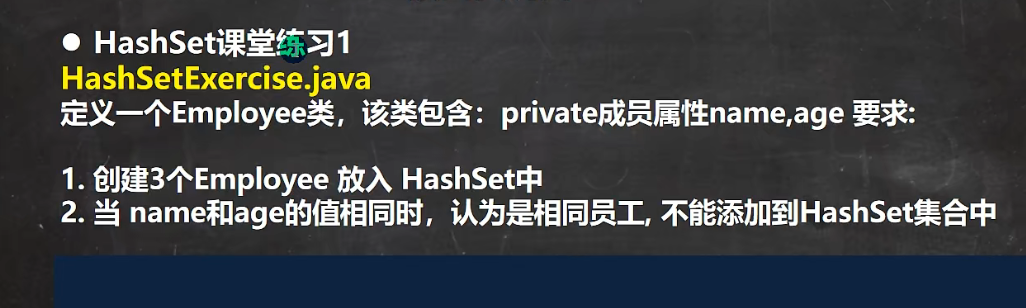 ● HashSet课堂练习1
HashSetExercise.java
定义一个Employee类，该类包含：private成员属性name,age 要求:
1. 创建3个Employee 放入 HashSet中
2. 当 name和age的值相同时，认为是相同员工, 不能添加到HashSet集合中